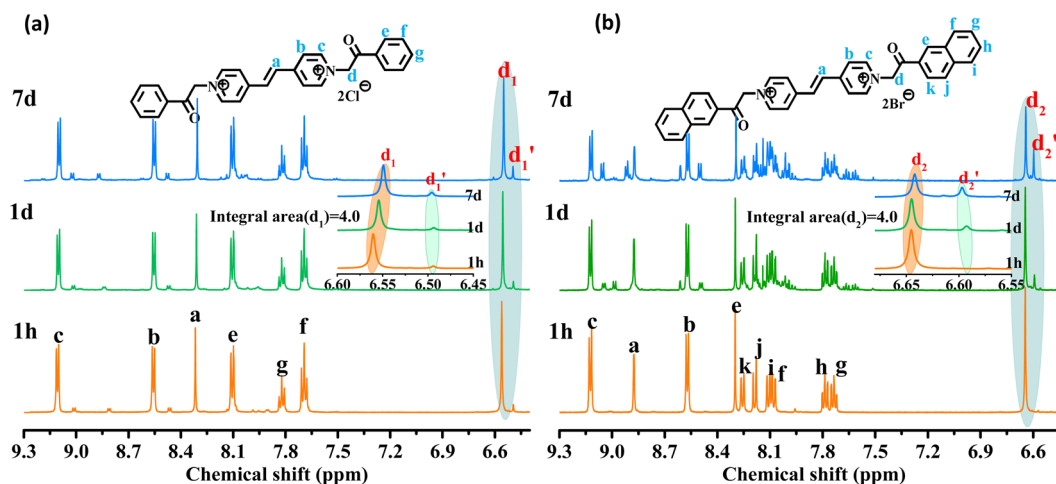 (a)
O
e
f
g
b
c
a
d
N
+
N
+
O
2Cl⊖
7d
d₁
d₁'
d₁
d₁'
7d
1d
Integral area(d₁)=4.0
1d
1h
6.60 6.55 6.50 6.45
1h
c
b
a
e
g
f
9.3 9.0 8.7 8.4 8.1 7.8 7.5 7.2 6.9 6.6
Chemical shift (ppm)
(b)
f
g
e
O
h
b
c
i
a
d
k
j
N
+
N
+
O
2Br⊖
7d
d₂
d₂'
d₂
d₂'
7d
1d
Integral area(d₂)=4.0
1d
1h
6.65 6.60 6.55
1h
c
a
b
e
k
j
i
f
h
g
9.3 9.0 8.7 8.4 8.1 7.8 7.5 7.2 6.9 6.6
Chemical shift (ppm)